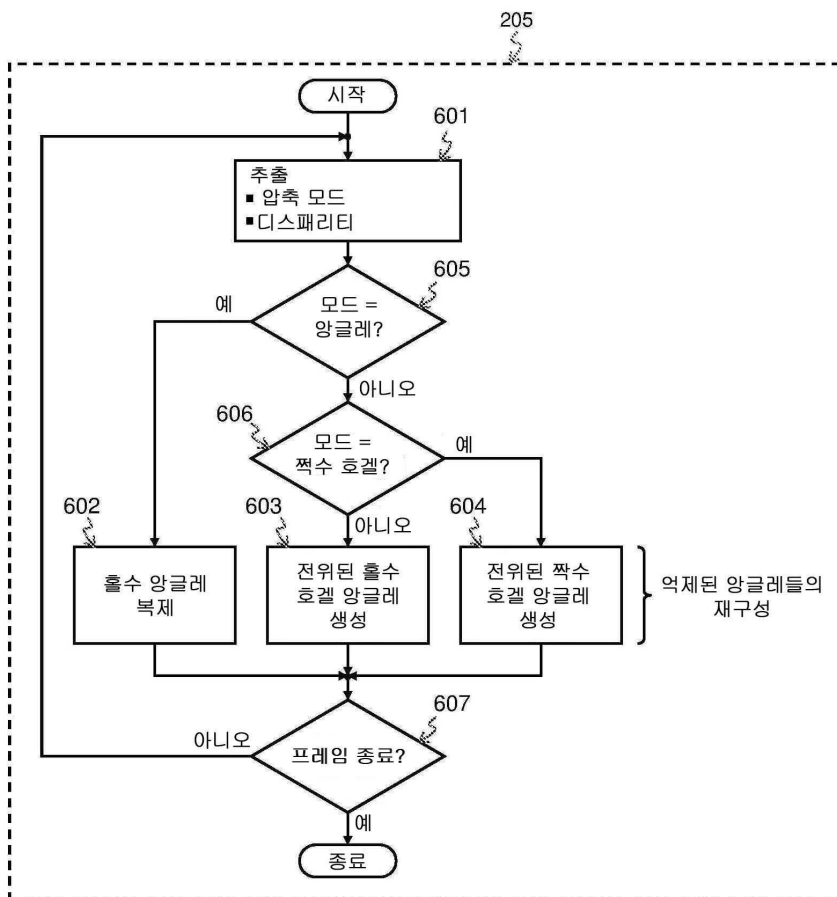 205
시작
601
추출
▪ 압축 모드
▪ 디스패리티
605
예
모드 =
앙글레?
아니오
606
모드 =
쩍수 호겔?
예
602
603
아니오
604
홀수 앙글레
복제
전위된 홀수
호겔 앙글레
생성
전위된 짝수
호겔 앙글레
생성
억제된 앙글레들의
재구성
607
아니오
프레임 종료?
예
종료